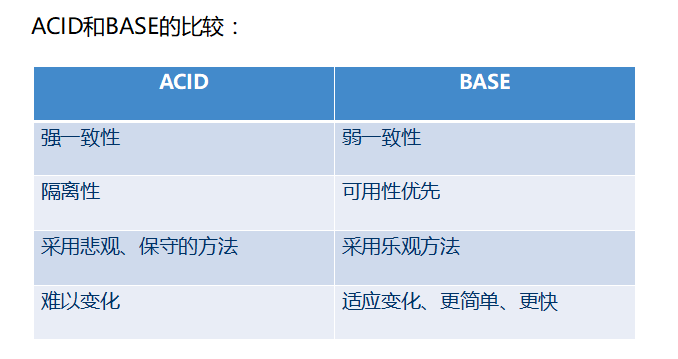 ACID和BASE的比较：
ACID BASE
强一致性 弱一致性
隔离性 可用性优先
采用悲观、保守的方法 采用乐观方法
难以变化 适应变化、更简单、更快